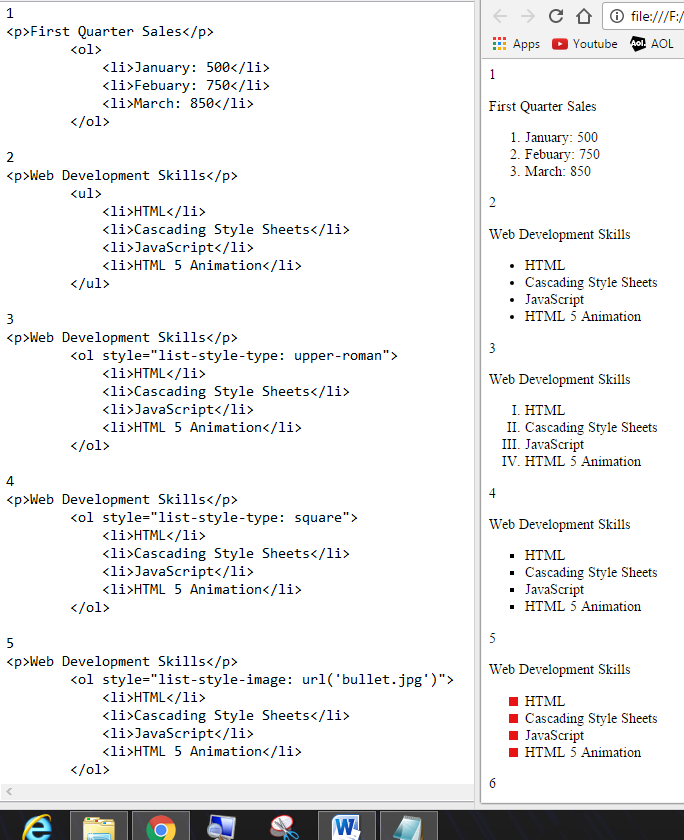 1
<p>First Quarter Sales</p>
<ol>
<li>January: 500</li>
<li>Febuary: 750</li>
<li>March: 850</li>
</ol>
2
<p>Web Development Skills</p>
<ul>
<li>HTML</li>
<li>Cascading Style Sheets</li>
<li>JavaScript</li>
<li>HTML 5 Animation</li>
</ul>
3
<p>Web Development Skills</p>
<ol style="list-style-type: upper-roman">
<li>HTML</li>
<li>Cascading Style Sheets</li>
<li>JavaScript</li>
<li>HTML 5 Animation</li>
</ol>
4
<p>Web Development Skills</p>
<ol style="list-style-type: square">
<li>HTML</li>
<li>Cascading Style Sheets</li>
<li>JavaScript</li>
<li>HTML 5 Animation</li>
</ol>
5
<p>Web Development Skills</p>
<ol style="list-style-image: url('bullet.jpg')">
<li>HTML</li>
<li>Cascading Style Sheets</li>
<li>JavaScript</li>
<li>HTML 5 Animation</li>
</ol>
file:///F:/
Apps Youtube Aol. AOL
1
First Quarter Sales
1. January: 500
2. Febuary: 750
3. March: 850
2
Web Development Skills
• HTML
• Cascading Style Sheets
• JavaScript
• HTML 5 Animation
3
Web Development Skills
I. HTML
II. Cascading Style Sheets
III. JavaScript
IV. HTML 5 Animation
4
Web Development Skills
▪ HTML
▪ Cascading Style Sheets
▪ JavaScript
▪ HTML 5 Animation
5
Web Development Skills
■ HTML
■ Cascading Style Sheets
■ JavaScript
■ HTML 5 Animation
6
W